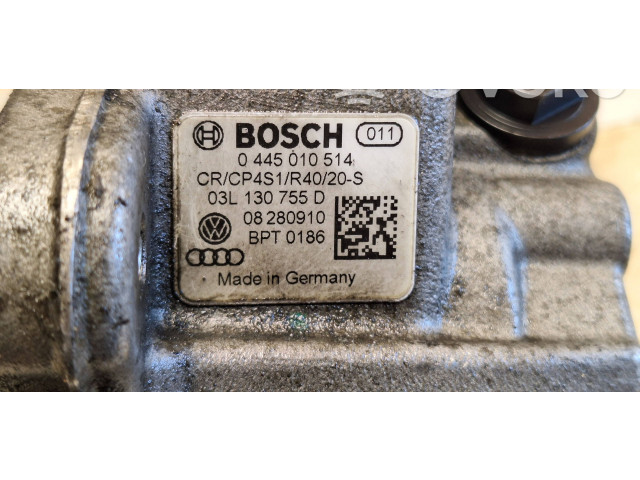 BOSCH 011
0 445 010 514
CR/CP4S1/R40/20-S
03L 130 755 D
08 280910
BPT 0186
Made in Germany